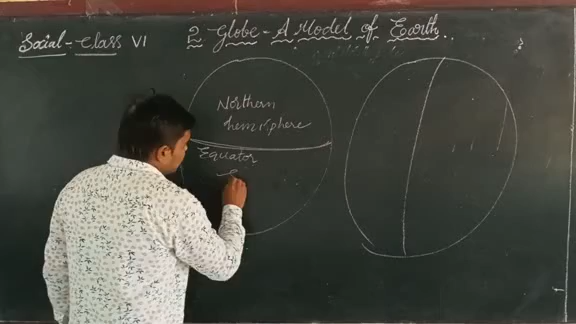 Social-Class VI
2 Globe - A Model of Earth
Northern
hemisphere
Equator